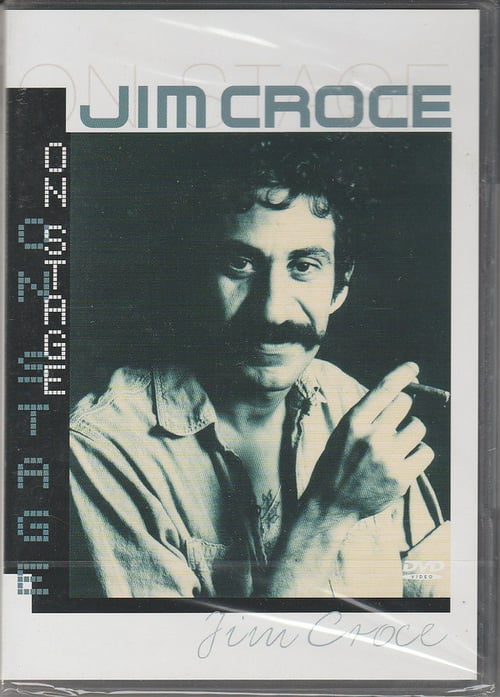 ON STAGE
JIM CROCE
ON STAGE
ON STAGE
DVD
VIDEO
Jim Croce